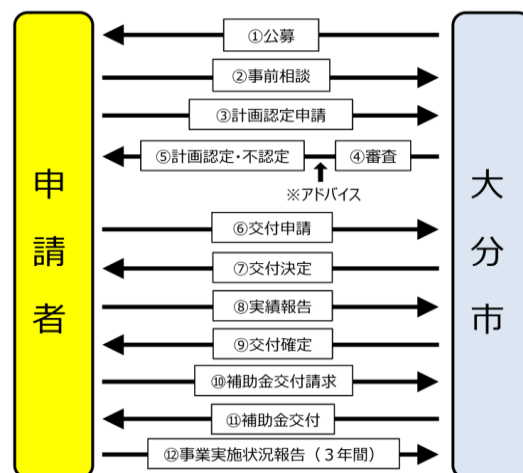 ①公募
②事前相談
③計画認定申請
⑤計画認定・不認定 ④審査
※アドバイス
⑥交付申請
⑦交付決定
⑧実績報告
⑨交付確定
⑩補助金交付請求
⑪補助金交付
⑫事業実施状況報告（３年間）
申請者
大分市